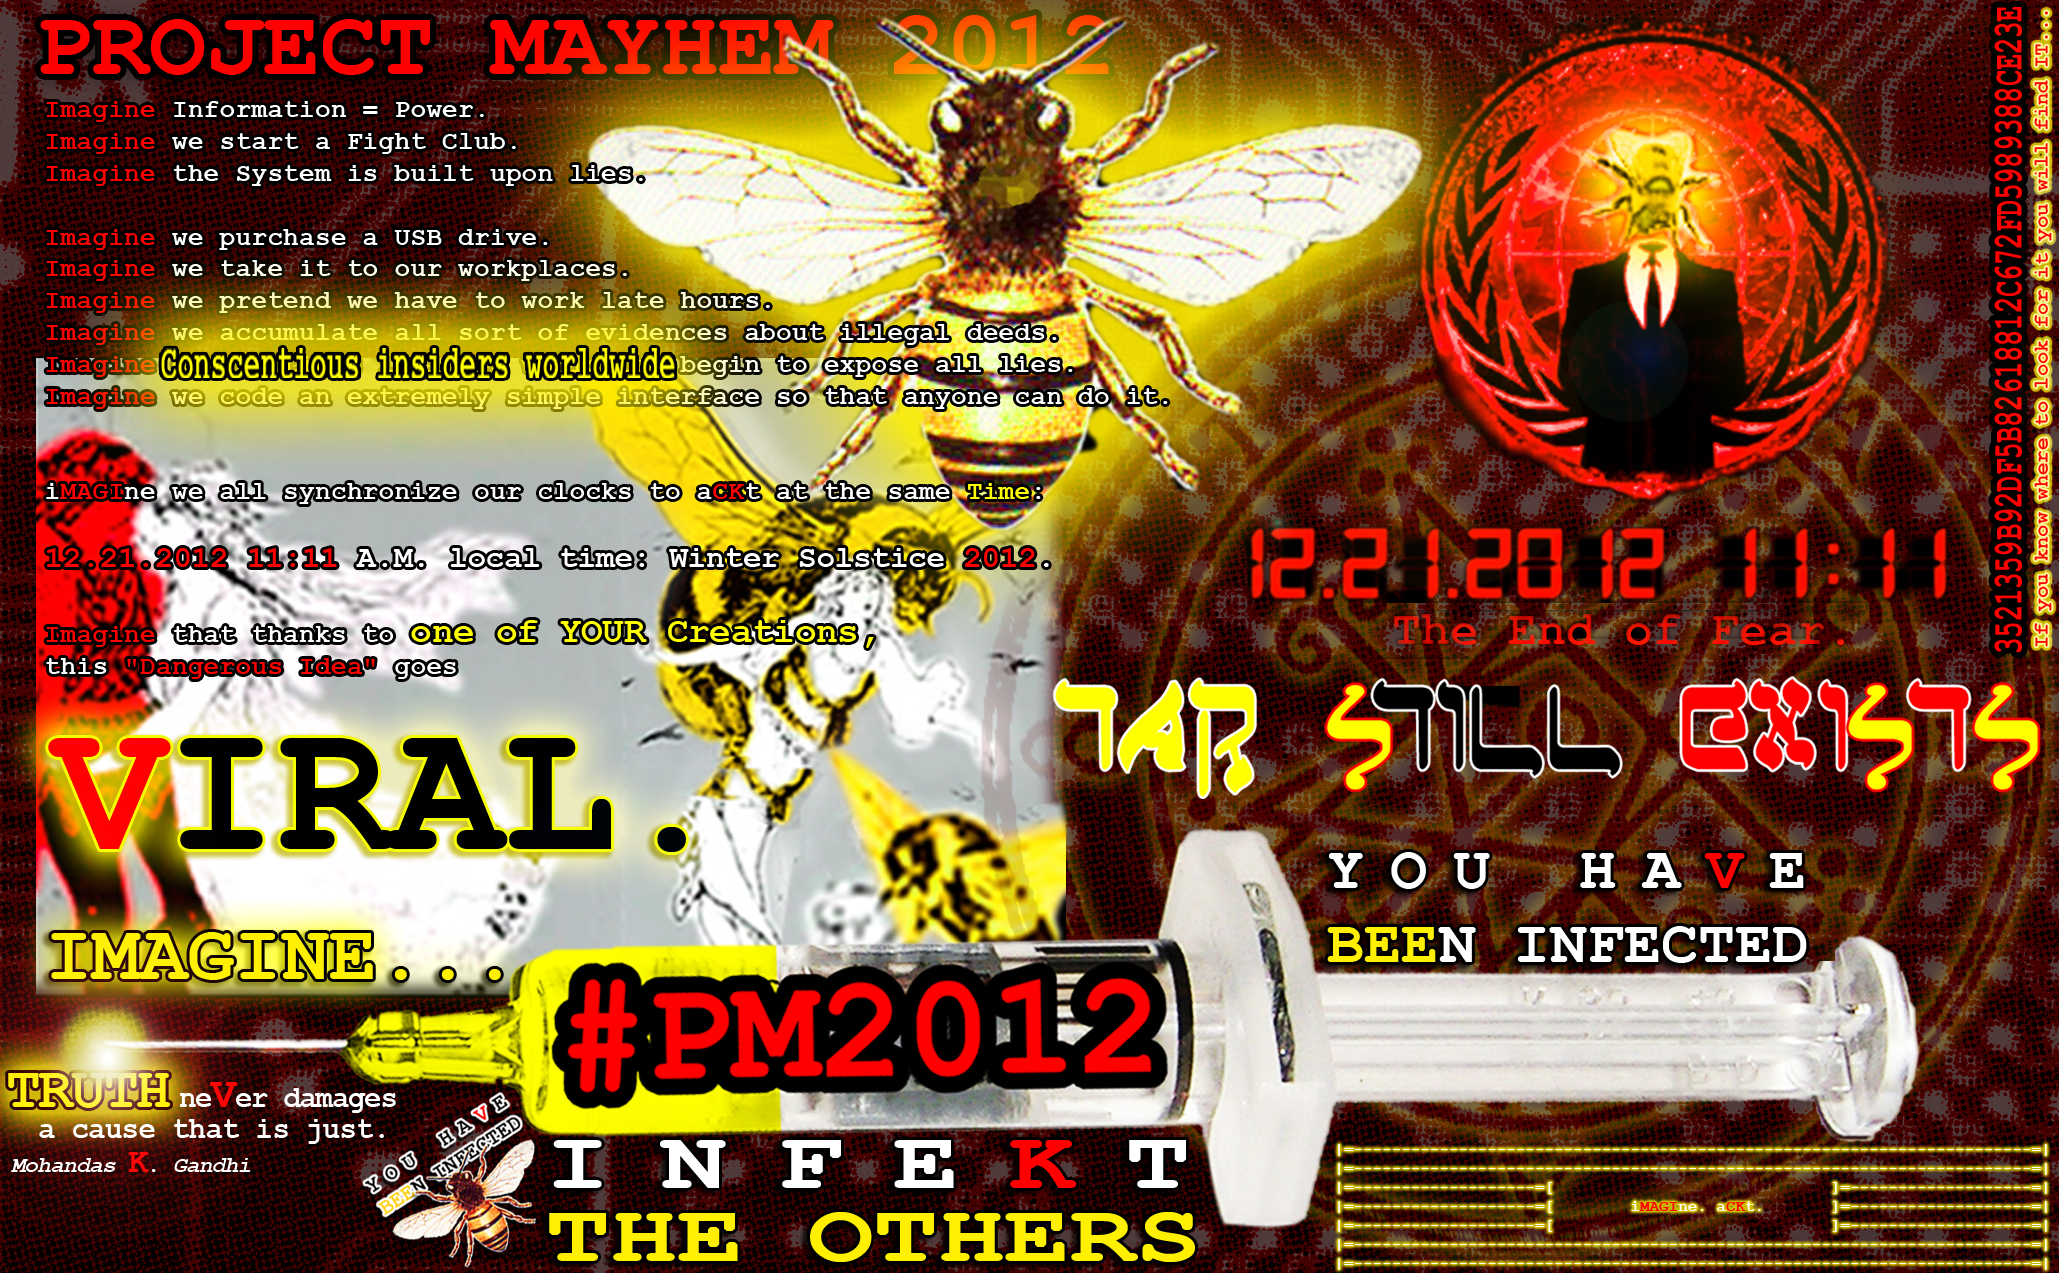 PROJECT MAYHEM 2012
Imagine Information = Power.
Imagine we start a Fight Club.
Imagine the System is built upon lies.
Imagine we purchase a USB drive.
Imagine we take it to our workplaces.
Imagine we pretend we have to work late hours.
Imagine we accumulate all sort of evidences about illegal deeds.
Imagine Conscentious insiders worldwide begin to expose all lies.
Imagine we code an extremely simple interface so that anyone can do it.
iMAGIne we all synchronize our clocks to aCKt at the same Time:
12.21.2012 11:11 A.M. local time: Winter Solstice 2012.
Imagine that thanks to one of YOUR Creations,
this "Dangerous Idea" goes
VIRAL.
IMAGINE...
#PM2012
TRUTH neVer damages
a cause that is just.
Mohandas K. Gandhi
YOU HAVE
BEEN INFECTED
I N F E K T
THE OTHERS
12.21.2012 11:11
The End of Fear.
TAR STILL EXISTS
Y O U H A V E
BEEN INFECTED
|=--------------------=[ iMAGIne. aCKt. ]=--------------------=|
3521359B92DF5B82618812C672FD5989388CE23E
If you know where to look for it you will find IT...